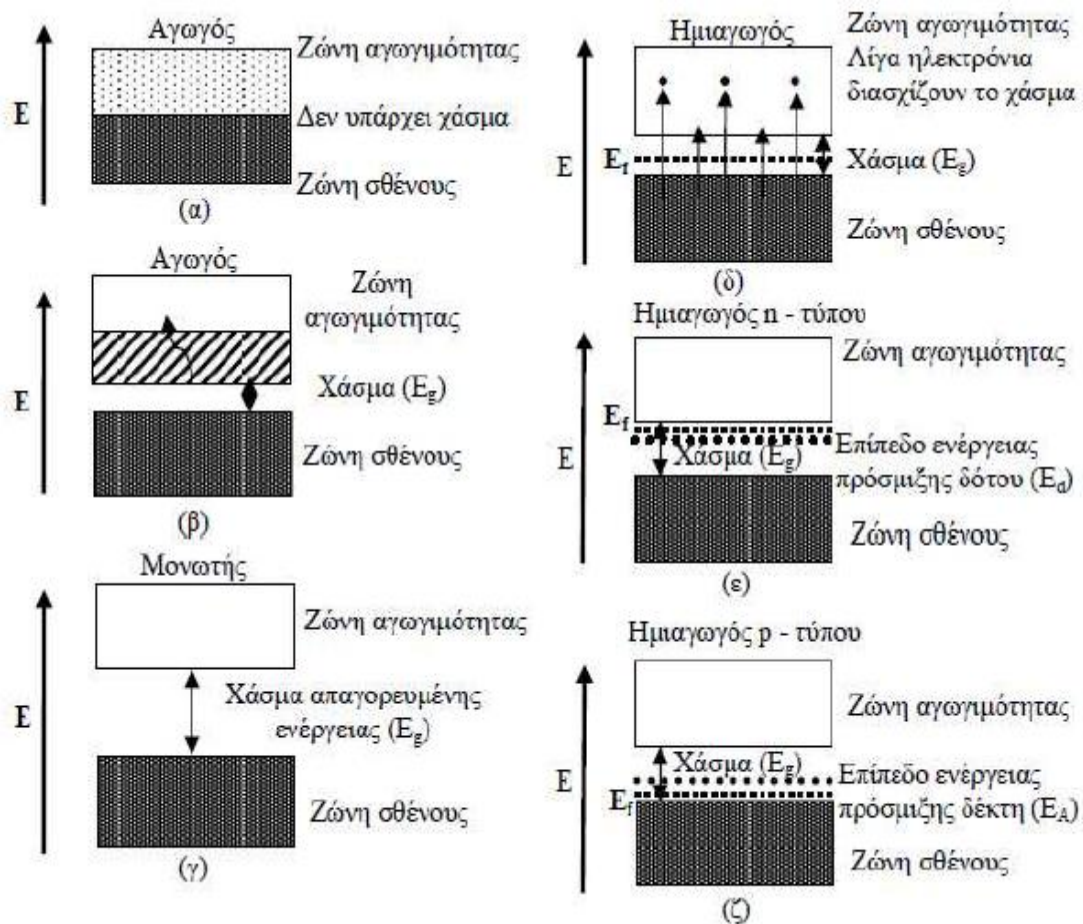 Αγωγός
Ζώνη αγωγιμότητας
E
Δεν υπάρχει χάσμα
Ζώνη σθένους
(α)
Αγωγός
Ζώνη
αγωγιμότητας
E
Χάσμα (Eg)
Ζώνη σθένους
(β)
Μονωτής
Ζώνη αγωγιμότητας
E
Χάσμα απαγορευμένης
ενέργειας (Eg)
Ζώνη σθένους
(γ)
Ημιαγωγός
Ζώνη αγωγιμότητας
Λίγα ηλεκτρόνια
διασχίζουν το χάσμα
E
Ef
Χάσμα (Eg)
Ζώνη σθένους
(δ)
Ημιαγωγός n - τύπου
Ζώνη αγωγιμότητας
Ef
E
Χάσμα (Eg)
Επίπεδο ενέργειας
πρόσμιξης δότου (Ed)
Ζώνη σθένους
(ε)
Ημιαγωγός p - τύπου
Ζώνη αγωγιμότητας
E
Χάσμα (Eg)
Ef
Επίπεδο ενέργειας
πρόσμιξης δέκτη (EA)
Ζώνη σθένους
(ζ)